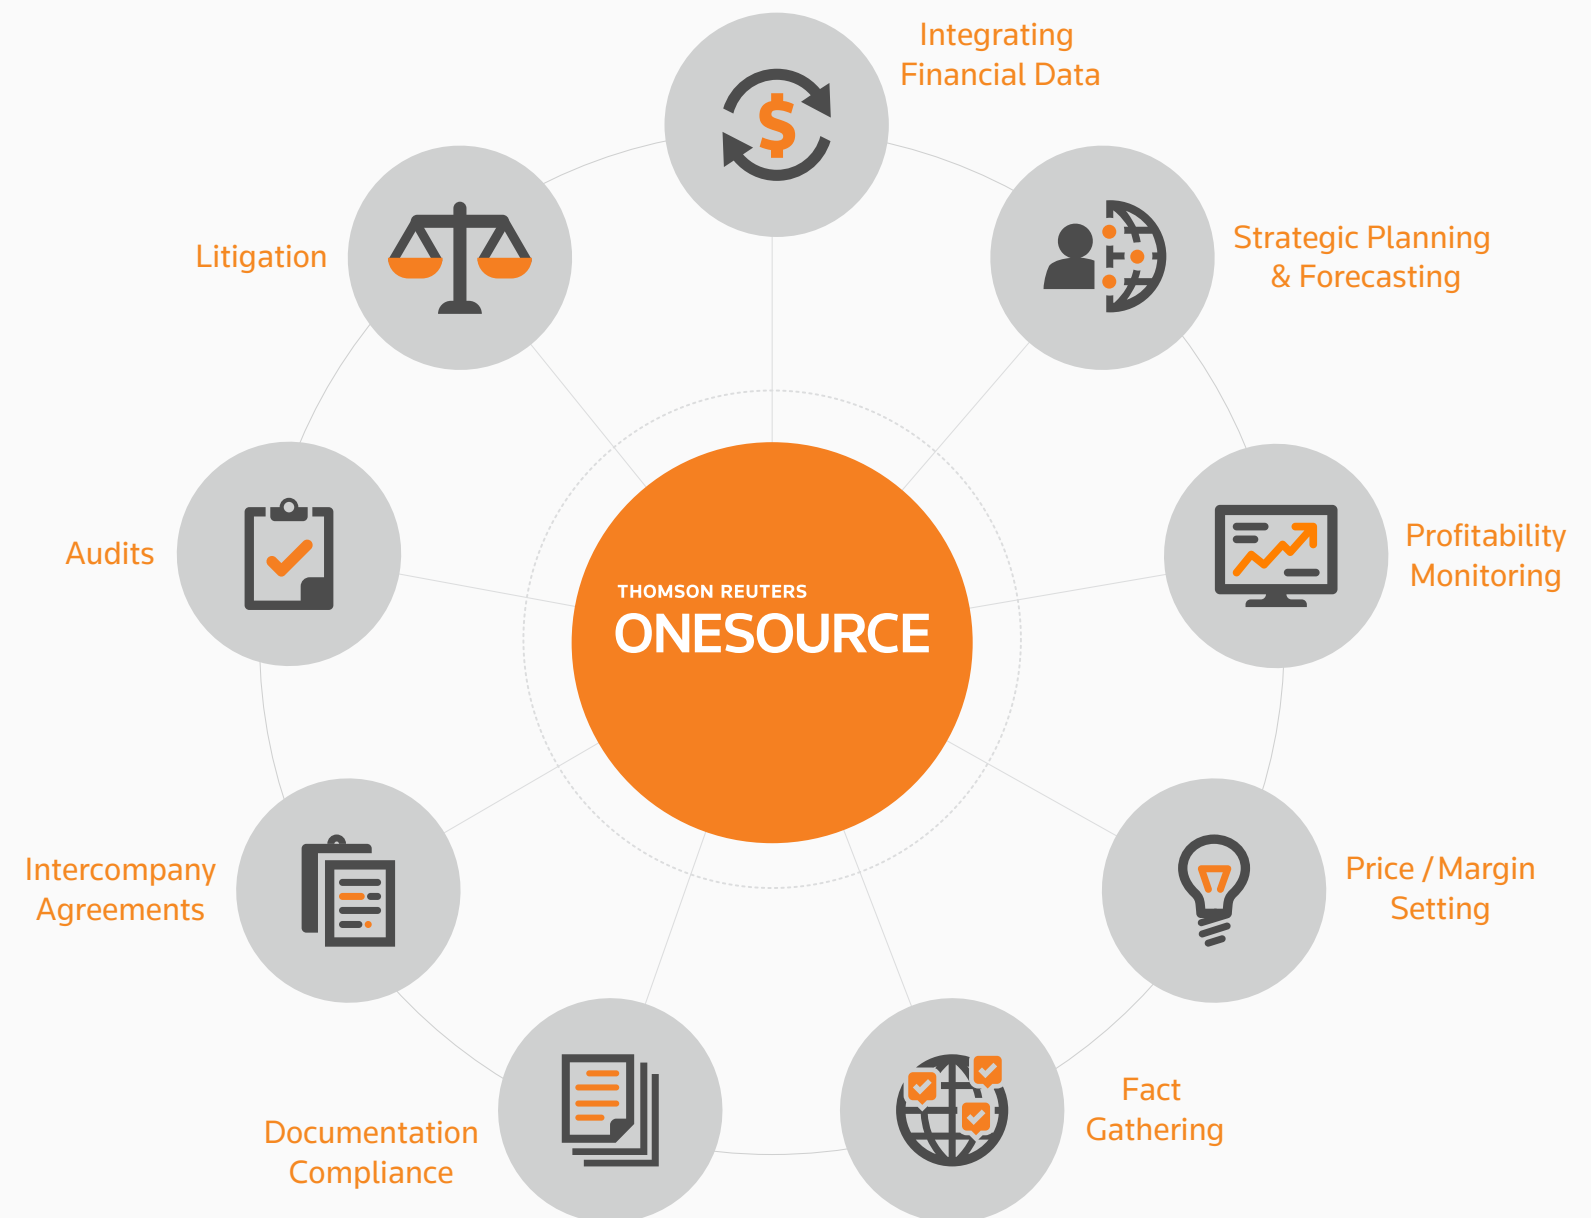 Integrating
Financial Data
Strategic Planning
& Forecasting
Profitability
Monitoring
Price / Margin
Setting
Fact
Gathering
Documentation
Compliance
Intercompany
Agreements
Audits
Litigation
THOMSON REUTERS
ONESOURCE